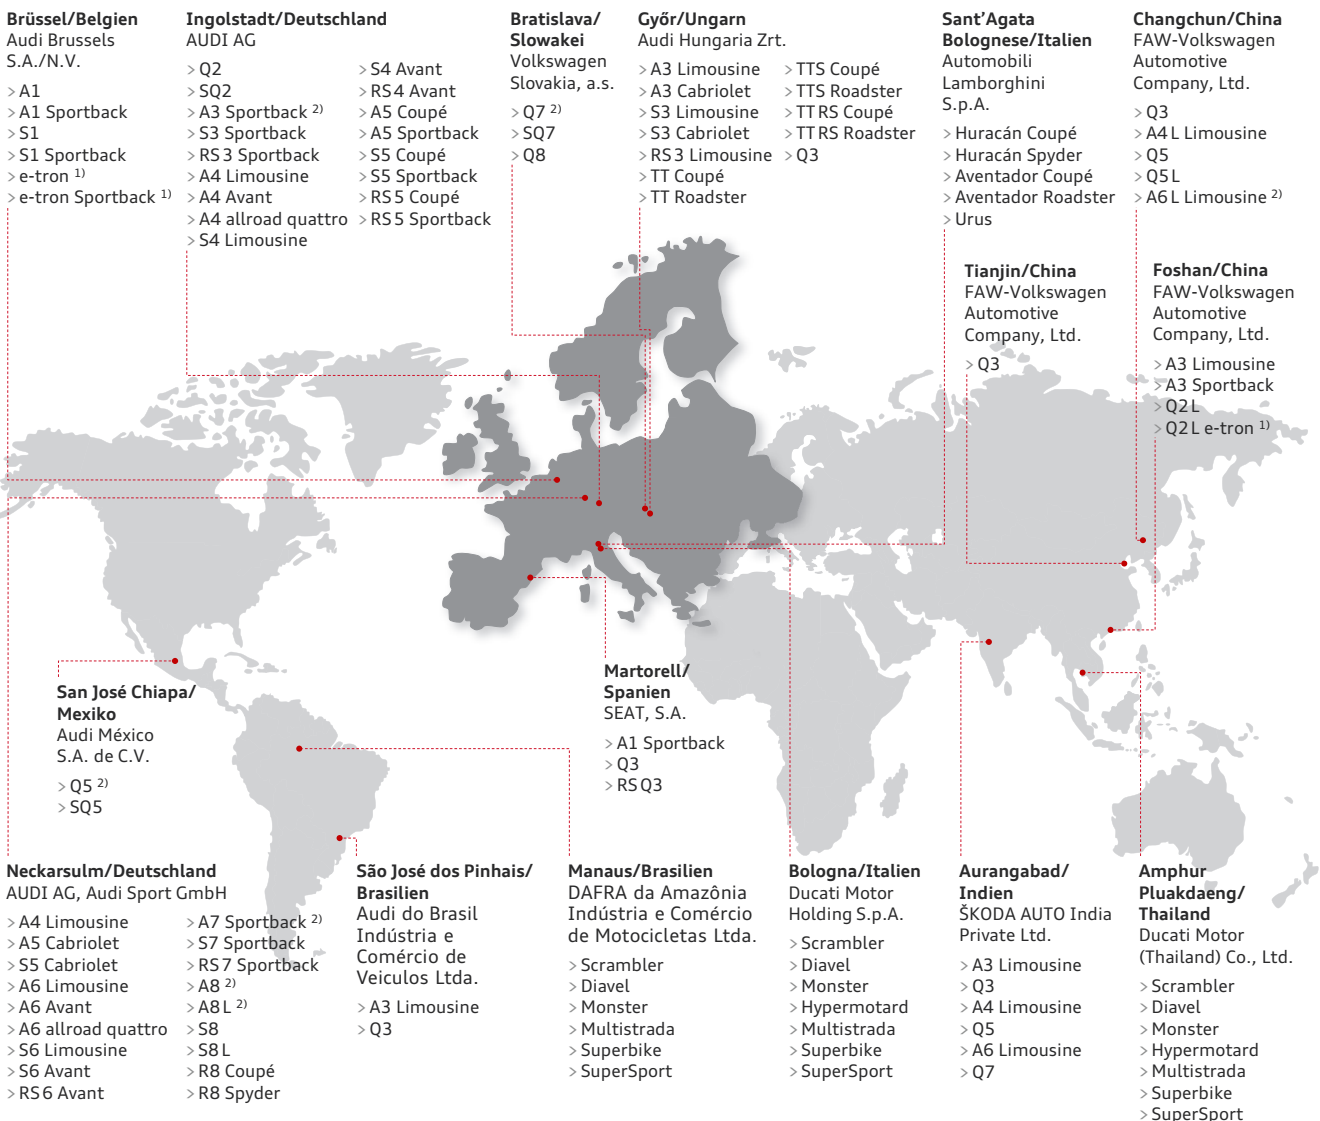 Brüssel/Belgien
Audi Brussels
S.A./N.V.
> A1
> A1 Sportback
> S1
> S1 Sportback
> e-tron 1)
> e-tron Sportback 1)
Ingolstadt/Deutschland
AUDI AG
> Q2
> SQ2
> A3 Sportback 2)
> S3 Sportback
> RS 3 Sportback
> A4 Limousine
> A4 Avant
> A4 allroad quattro
> S4 Limousine
> S4 Avant
> RS 4 Avant
> A5 Coupé
> A5 Sportback
> S5 Coupé
> S5 Sportback
> RS 5 Coupé
> RS 5 Sportback
Bratislava/
Slowakei
Volkswagen
Slovakia, a.s.
> Q7 2)
> SQ7
> Q8
Győr/Ungarn
Audi Hungaria Zrt.
> A3 Limousine
> A3 Cabriolet
> S3 Limousine
> S3 Cabriolet
> RS 3 Limousine
> TT Coupé
> TT Roadster
> TTS Coupé
> TTS Roadster
> TT RS Coupé
> TT RS Roadster
> Q3
Sant’Agata
Bolognese/Italien
Automobili
Lamborghini
S.p.A.
> Huracán Coupé
> Huracán Spyder
> Aventador Coupé
> Aventador Roadster
> Urus
Changchun/China
FAW-Volkswagen
Automotive
Company, Ltd.
> Q3
> A4 L Limousine
> Q5
> Q5 L
> A6 L Limousine 2)
Tianjin/China
FAW-Volkswagen
Automotive
Company, Ltd.
> Q3
Foshan/China
FAW-Volkswagen
Automotive
Company, Ltd.
> A3 Limousine
> A3 Sportback
> Q2 L
> Q2 L e-tron 1)
San José Chiapa/
Mexiko
Audi México
S.A. de C.V.
> Q5 2)
> SQ5
Martorell/
Spanien
SEAT, S.A.
> A1 Sportback
> Q3
> RS Q3
Neckarsulm/Deutschland
AUDI AG, Audi Sport GmbH
> A4 Limousine
> A5 Cabriolet
> S5 Cabriolet
> A6 Limousine
> A6 Avant
> A6 allroad quattro
> S6 Limousine
> S6 Avant
> RS 6 Avant
> A7 Sportback 2)
> S7 Sportback
> RS 7 Sportback
> A8 2)
> A8 L 2)
> S8
> S8 L
> R8 Coupé
> R8 Spyder
São José dos Pinhais/
Brasilien
Audi do Brasil
Indústria e
Comércio de
Veiculos Ltda.
> A3 Limousine
> Q3
Manaus/Brasilien
DAFRA da Amazônia
Indústria e Comércio
de Motocicletas Ltda.
> Scrambler
> Diavel
> Monster
> Multistrada
> Superbike
> SuperSport
Bologna/Italien
Ducati Motor
Holding S.p.A.
> Scrambler
> Diavel
> Monster
> Hypermotard
> Multistrada
> Superbike
> SuperSport
Aurangabad/
Indien
ŠKODA AUTO India
Private Ltd.
> A3 Limousine
> Q3
> A4 Limousine
> Q5
> A6 Limousine
> Q7
Amphur
Pluakdaeng/
Thailand
Ducati Motor
(Thailand) Co., Ltd.
> Scrambler
> Diavel
> Monster
> Hypermotard
> Multistrada
> Superbike
> SuperSport